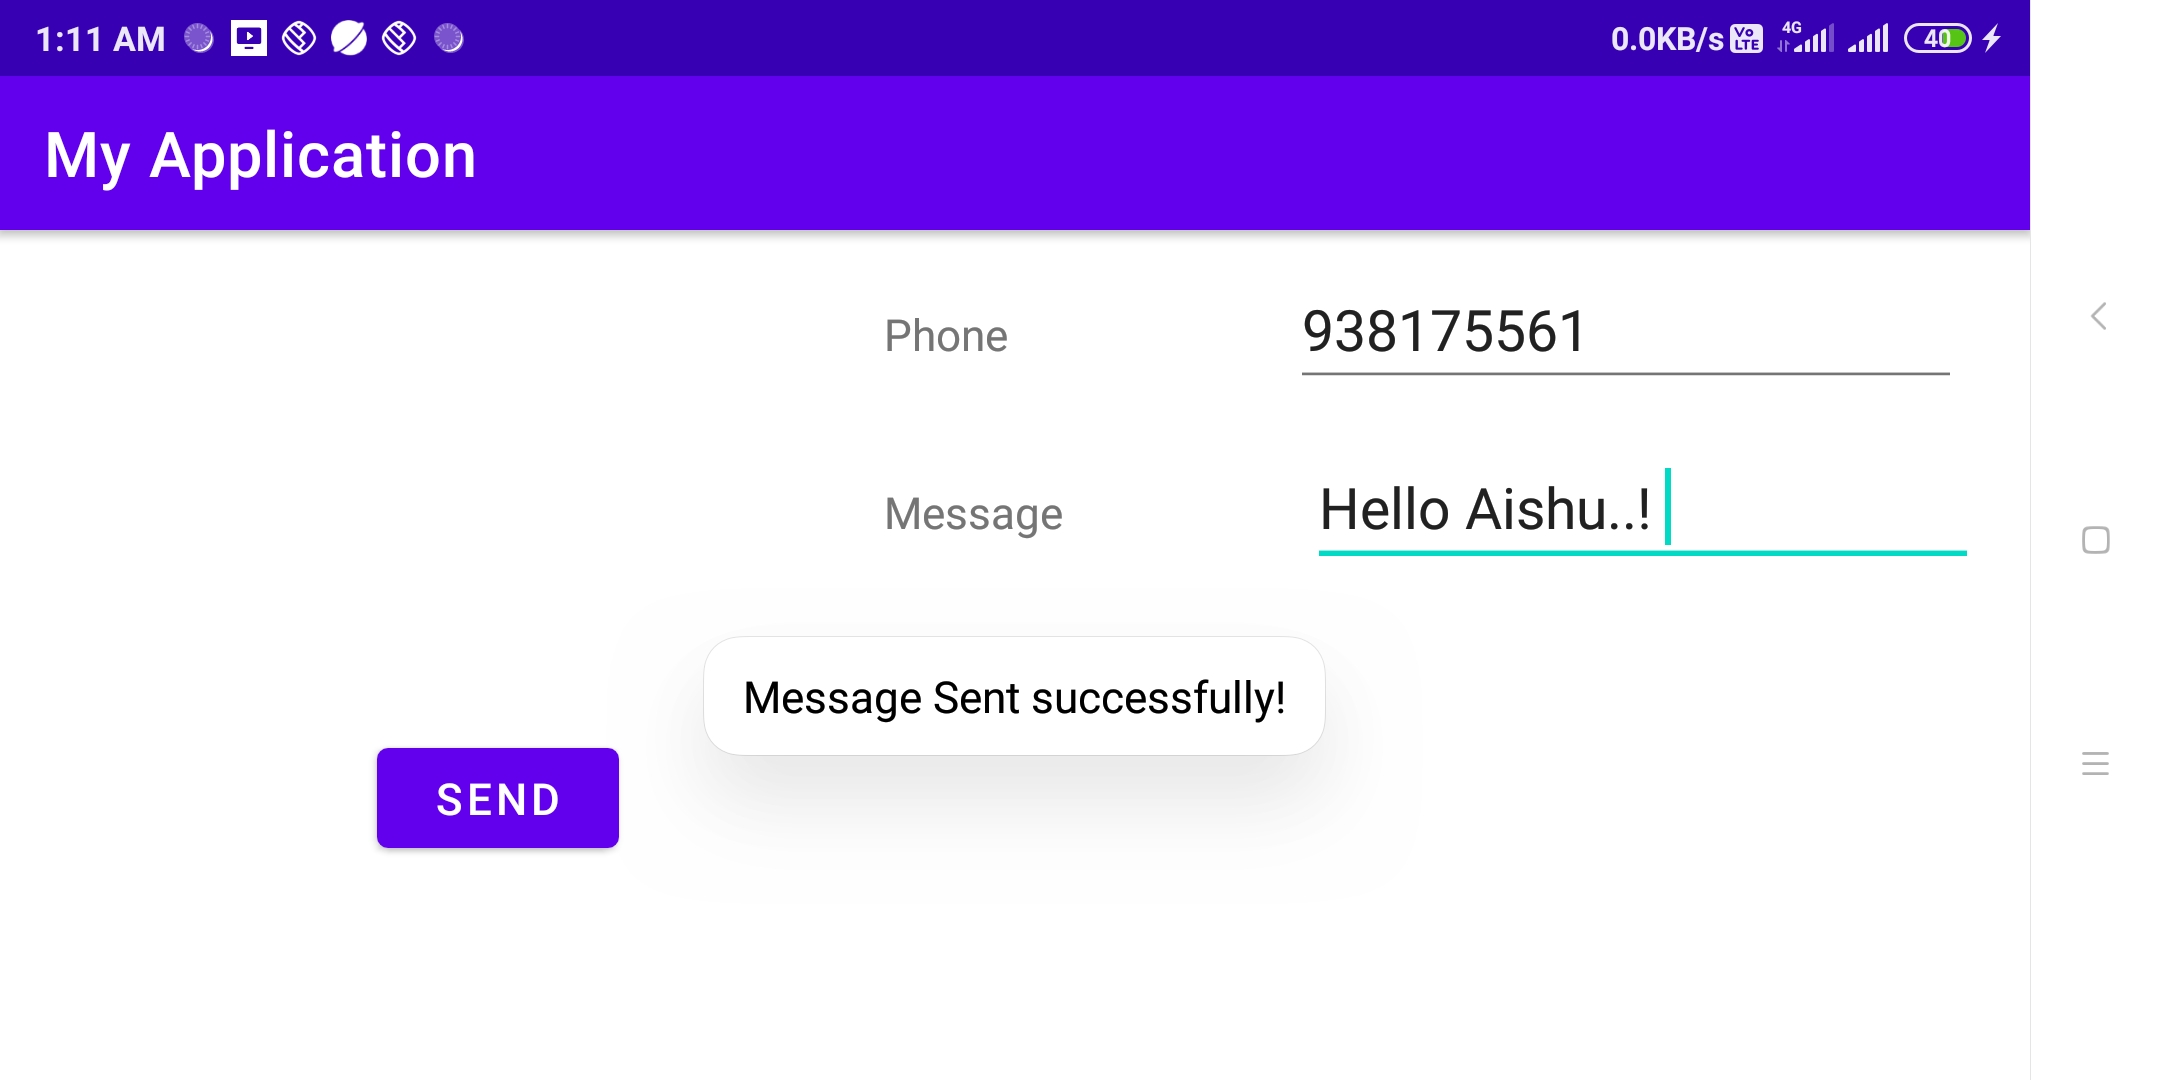 1:11 AM 0.0KB/s Vo LTE 4G 40
My Application
Phone 938175561
Message Hello Aishu..!
Message Sent successfully!
SEND